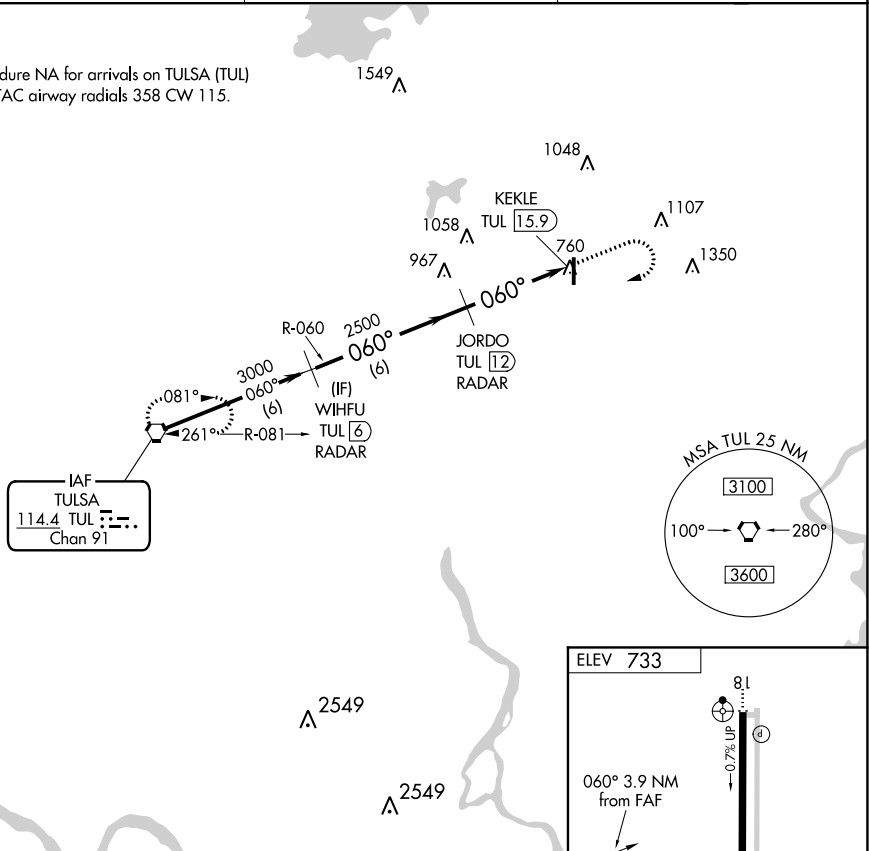 dure NA for arrivals on TULSA (TUL)
TAC airway radials 358 CW 115.
1549
1048
KEKLE
TUL 15.9
1107
1058
760
1350
967
060°
R-060
2500
060°
(6)
JORDO
TUL 12
RADAR
3000
060°
(6)
(IF)
WIHFU
TUL 6
RADAR
081°
261°
R-081
IAF
TULSA
114.4 TUL
Chan 91
MSA TUL 25 NM
3100
100°
280°
3600
ELEV 733
18
0.7% UP
P
060° 3.9 NM
from FAF
2549
2549